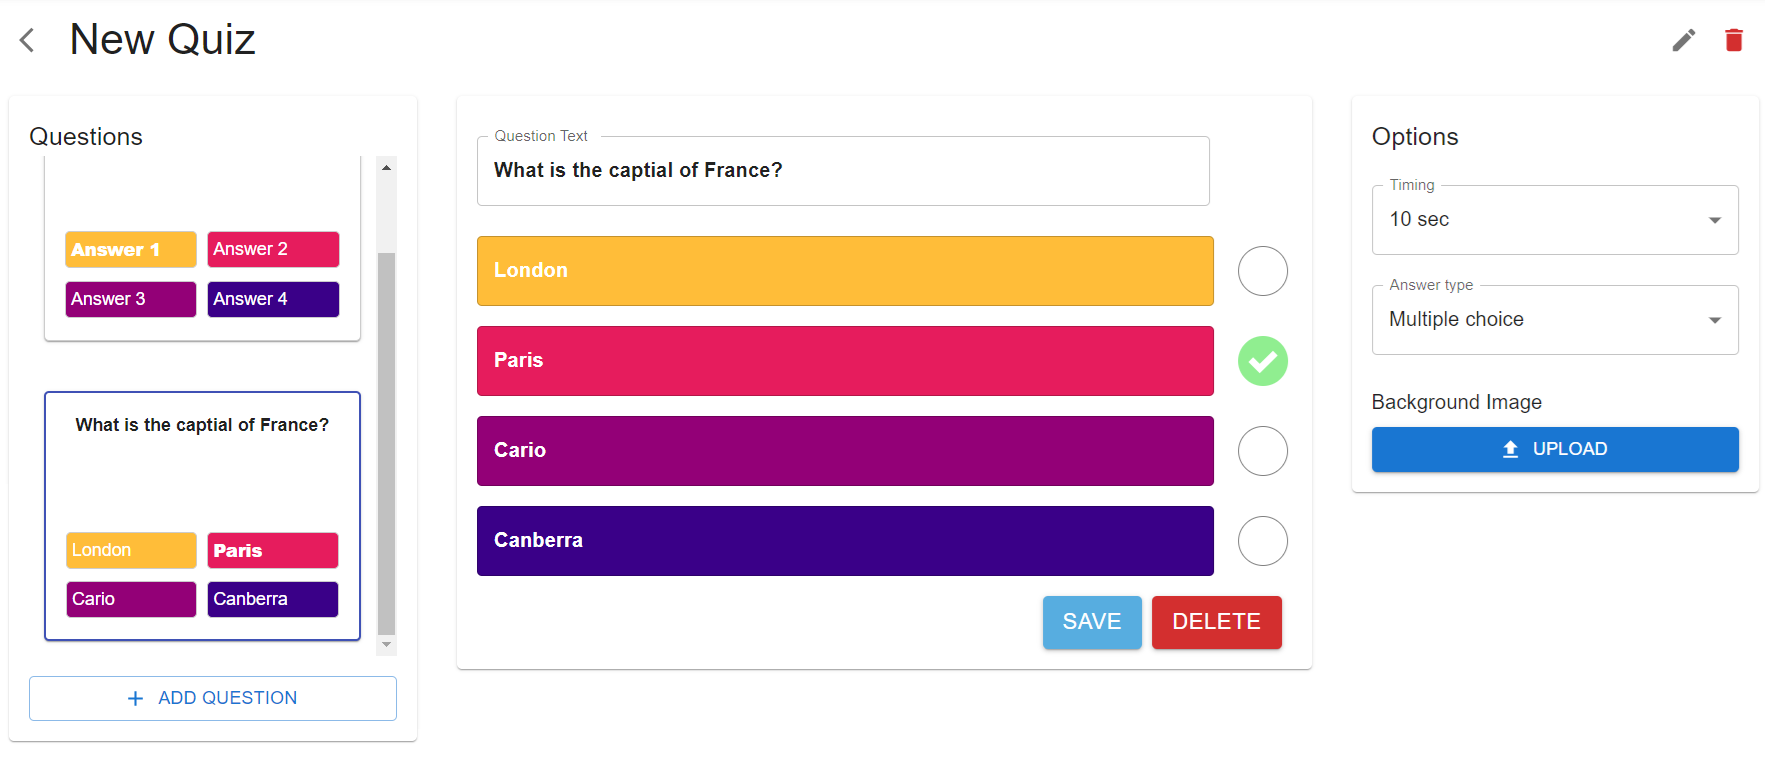 New Quiz
Questions
Answer 1
Answer 2
Answer 3
Answer 4
What is the captial of France?
London
Paris
Cario
Canberra
ADD QUESTION
Question Text
What is the captial of France?
London
Paris
Cario
Canberra
SAVE
DELETE
Options
Timing
10 sec
Answer type
Multiple choice
Background Image
UPLOAD